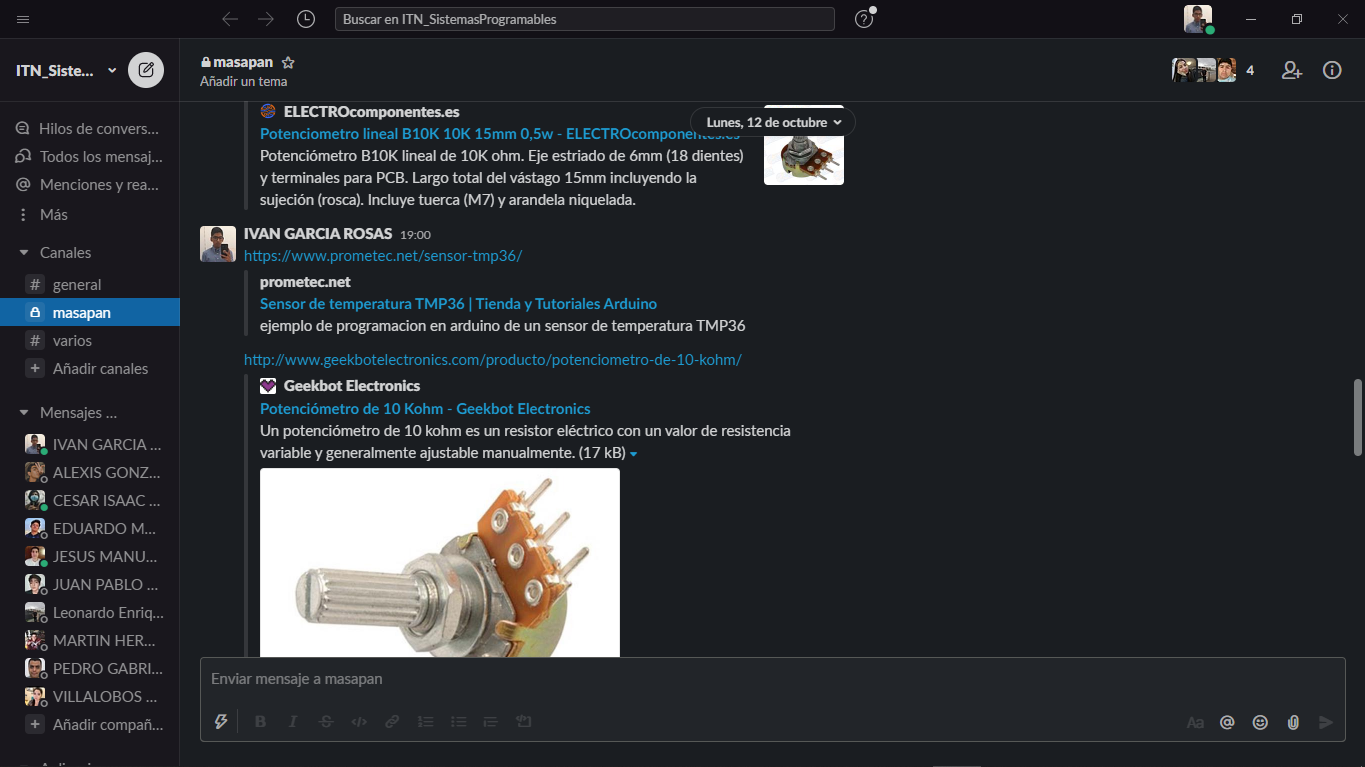 Buscar en ITN_SistemasProgramables
ITN_Siste...
Hilos de convers...
Todos los mensaj...
Menciones y rea...
Más
Canales
general
masapan
varios
Añadir canales
Mensajes ...
IVAN GARCIA ...
ALEXIS GONZ...
CESAR ISAAC ...
EDUARDO M...
JESUS MANU...
JUAN PABLO ...
Leonardo Enriq...
MARTIN HER...
PEDRO GABRI...
VILLALOBOS ...
Añadir compañ...
masapan
Añadir un tema
4
Lunes, 12 de octubre
ELECTROcomponentes.es
Potenciometro lineal B10K 10K 15mm 0,5w - ELECTROcomponentes.es
Potenciómetro B10K lineal de 10K ohm. Eje estriado de 6mm (18 dientes)
y terminales para PCB. Largo total del vástago 15mm incluyendo la
sujeción (rosca). Incluye tuerca (M7) y arandela niquelada.
IVAN GARCIA ROSAS 19:00
https://www.prometec.net/sensor-tmp36/
prometec.net
Sensor de temperatura TMP36 | Tienda y Tutoriales Arduino
ejemplo de programacion en arduino de un sensor de temperatura TMP36
http://www.geekbotelectronics.com/producto/potenciometro-de-10-kohm/
Geekbot Electronics
Potenciómetro de 10 Kohm - Geekbot Electronics
Un potenciómetro de 10 kohm es un resistor eléctrico con un valor de resistencia
variable y generalmente ajustable manualmente. (17 kB)
Enviar mensaje a masapan
B I S </> Aa @